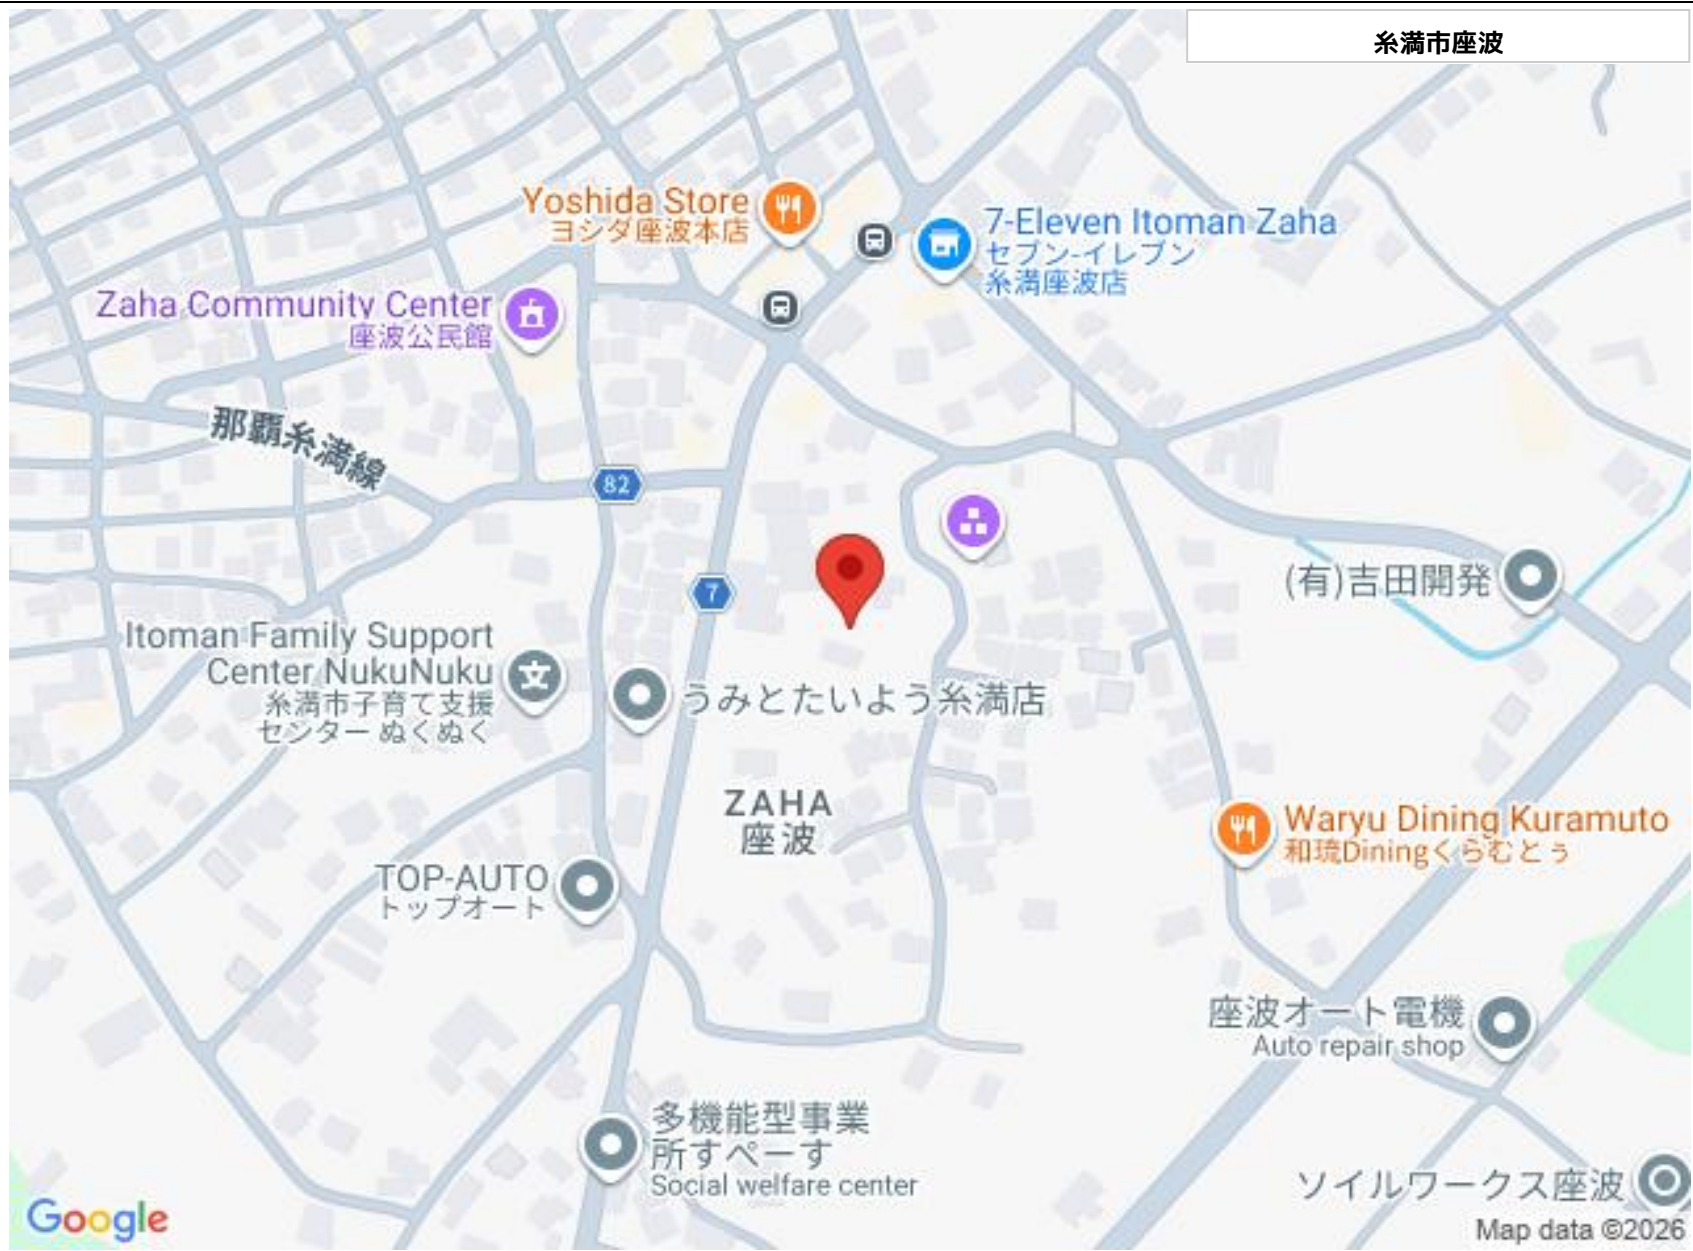 糸満市座波
Yoshida Store
ヨシダ座波本店
7-Eleven Itoman Zaha
セブン-イレブン
糸満座波店
Zaha Community Center
座波公民館
那覇糸満線
82
7
(有)吉田開発
Itoman Family Support
Center NukuNuku
糸満市子育て支援
センター ぬくぬく
うみとたいよう糸満店
ZAHA
座波
Waryu Dining Kuramuto
和琉Diningくらむとぅ
TOP-AUTO
トップオート
座波オート電機
Auto repair shop
多機能型事業
所すぺーす
Social welfare center
ソイルワークス座波
Google
Map data ©2026